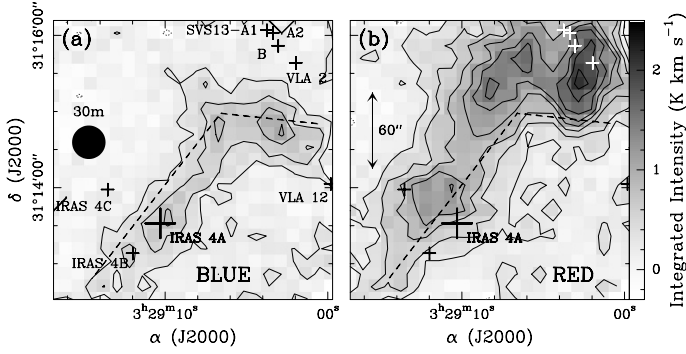 (a)
SVS13-A1
A2
B
VLA 2
30m
VLA 12
IRAS 4C
IRAS 4A
IRAS 4B
BLUE
31°16'00"
31°14'00"
δ (J2000)
3ʰ29ᵐ10ˢ
00ˢ
α (J2000)
(b)
60"
IRAS 4A
RED
3ʰ29ᵐ10ˢ
00ˢ
α (J2000)
2
1
0
Integrated Intensity (K km s⁻¹)